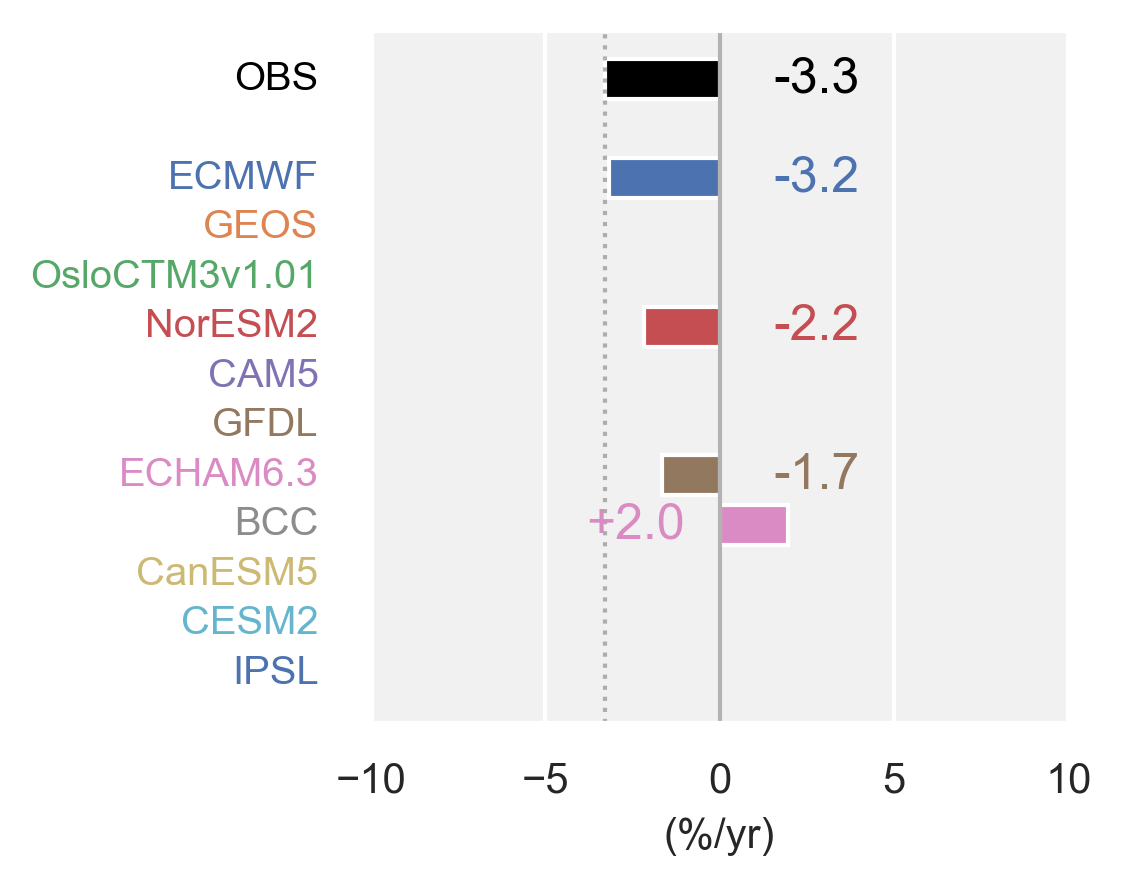 OBS -3.3
ECMWF -3.2
GEOS
OsloCTM3v1.01
NorESM2 -2.2
CAM5
GFDL
ECHAM6.3 -1.7
BCC +2.0
CanESM5
CESM2
IPSL
−10 −5 0 5 10
(%/yr)